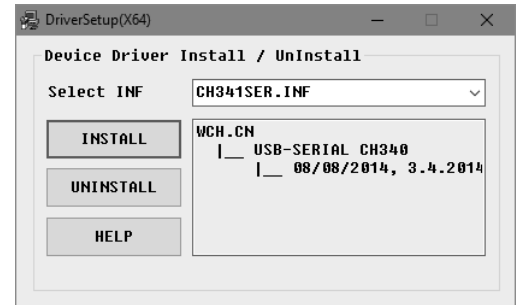 DriverSetup(X64)
Device Driver Install / UnInstall
Select INF
CH341SER.INF
INSTALL
UNINSTALL
HELP
WCH.CN
|__ USB-SERIAL CH340
|__ 08/08/2014, 3.4.2014